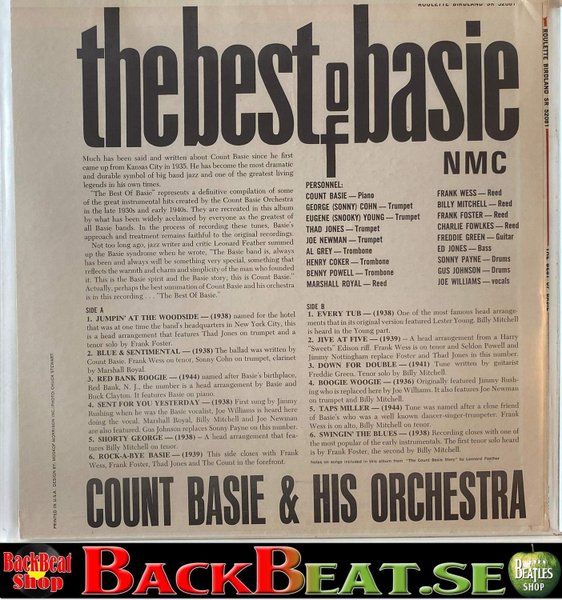 ROULETTE BIRDLAND SR 52081
the best of basie
NMC
Much has been said and written about Count Basie since he first
came up from Kansas City in 1935. He has become the most dramatic
and durable symbol of big band jazz and one of the greatest living
legends in his own times.
"The Best Of Basie" represents a definitive compilation of some
of the great instrumental hits created by the Count Basie Orchestra
in the late 1930s and early 1940s. They are recreated in this album
by what has been widely acclaimed by everyone as the greatest of
all Basie bands. In the process of recording these tunes, Basie's
approach and treatment remains faithful to the original recordings.
Not too long ago, jazz writer and critic Leonard Feather summed
up the Basie syndrome when he wrote, "The Basie band, is always
has been and always will be something very special, something that
reflects the warmth and charm and simplicity of the man who founded
it. This is the Basie spirit and the Basie story; this is Count Basie."
Actually, perhaps the best summation of Count Basie and his orchestra
is in this recording . . . "The Best Of Basie."
PERSONNEL:
COUNT BASIE — Piano
GEORGE (SONNY) COHN — Trumpet
EUGENE (SNOOKY) YOUNG — Trumpet
THAD JONES — Trumpet
JOE NEWMAN — Trumpet
AL GREY — Trombone
HENRY COKER — Trombone
BENNY POWELL — Trombone
MARSHALL ROYAL — Reed
FRANK WESS — Reed
BILLY MITCHELL — Reed
FRANK FOSTER — Reed
CHARLIE FOWLKES — Reed
FREDDIE GREEN — Guitar
ED JONES — Bass
SONNY PAYNE — Drums
GUS JOHNSON — Drums
JOE WILLIAMS — vocals
SIDE A
1. JUMPIN' AT THE WOODSIDE — (1938) named for the hotel
that was at one time the band's headquarters in New York City, this
is a head arrangement that features Thad Jones on trumpet and a
tenor solo by Frank Foster.
2. BLUE & SENTIMENTAL — (1938) The ballad was written by
Count Basie. Frank Wess on tenor, Sonny Cohn on trumpet, clarinet
by Marshall Royal.
3. RED BANK BOOGIE — (1944) named after Basie's birthplace,
Red Bank, N. J., the number is a head arrangement by Basie and
Buck Clayton. It features Basie on piano.
4. SENT FOR YOU YESTERDAY — (1938) First sung by Jimmy
Rushing when he was the Basie vocalist, Joe Williams is heard here
doing the vocal. Marshall Royal, Billy Mitchell and Joe Newman
are also featured. Gus Johnson replaces Sonny Payne on this number.
5. SHORTY GEORGE — (1938) — A head arrangement that fea-
tures Billy Mitchell on tenor.
6. ROCK-A-BYE BASIE — (1939) This side closes with Frank
Wess, Frank Foster, Thad Jones and The Count in the forefront.
SIDE B
1. EVERY TUB — (1938) One of the most famous head arrange-
ments that in its original version featured Lester Young. Billy Mitchell
is heard in the Young part.
2. JIVE AT FIVE — (1939) — A head arrangement from a Harry
"Sweets" Edison riff. Frank Wess is on tenor and Seldon Powell and
Jimmy Nottingham replace Foster and Thad Jones in this number.
3. DOWN FOR DOUBLE — (1941) Tune written by guitarist
Freddie Green. Tenor solo by Billy Mitchell.
4. BOOGIE WOOGIE — (1936) Originally featured Jimmy Rush-
ing who is replaced here by Joe Williams. It also features Joe Newman
on trumpet and Billy Mitchell.
5. TAPS MILLER — (1944) Tune was named after a close friend
of Basie's who was a well known dancer-singer-trumpeter. Frank
Wess is on alto, Billy Mitchell on tenor.
6. SWINGIN' THE BLUES — (1938) Recording closes with one of
the most popular of the early instrumentals. The first tenor solo heard
is by Frank Foster, the second by Billy Mitchell.
Notes on songs included in this album from "The Count Basie Story" by Leonard Feather
COUNT BASIE & HIS ORCHESTRA
ROULETTE BIRDLAND SR 52081
BackBeat
Shop
BACKBEAT.SE
BEATLES
SHOP